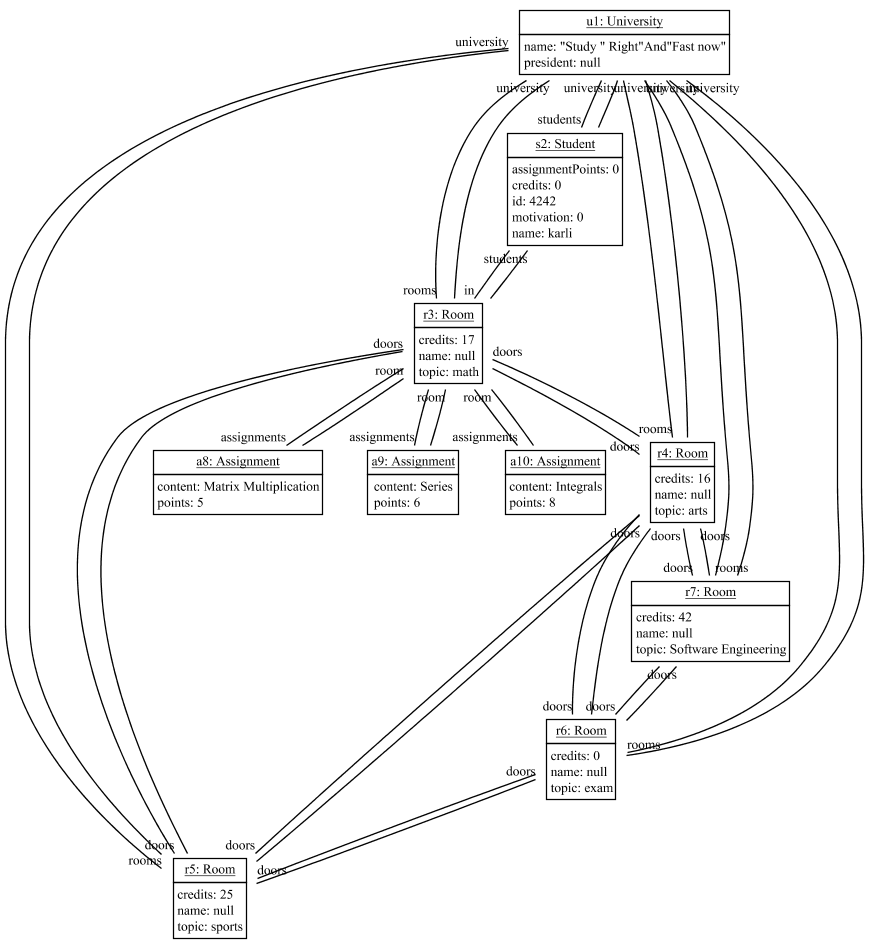 u1: University
university
name: "Study " Right"And"Fast now"
president: null
university
university
university
university
university
university
students
s2: Student
assignmentPoints: 0
credits: 0
id: 4242
motivation: 0
name: karli
students
rooms
in
r3: Room
credits: 17
name: null
topic: math
doors
doors
room
room
room
rooms
doors
assignments
assignments
assignments
a8: Assignment
content: Matrix Multiplication
points: 5
a9: Assignment
content: Series
points: 6
a10: Assignment
content: Integrals
points: 8
r4: Room
credits: 16
name: null
topic: arts
doors
doors
doors
doors
rooms
r7: Room
credits: 42
name: null
topic: Software Engineering
doors
doors
doors
r6: Room
credits: 0
name: null
topic: exam
rooms
doors
doors
rooms
doors
doors
r5: Room
credits: 25
name: null
topic: sports